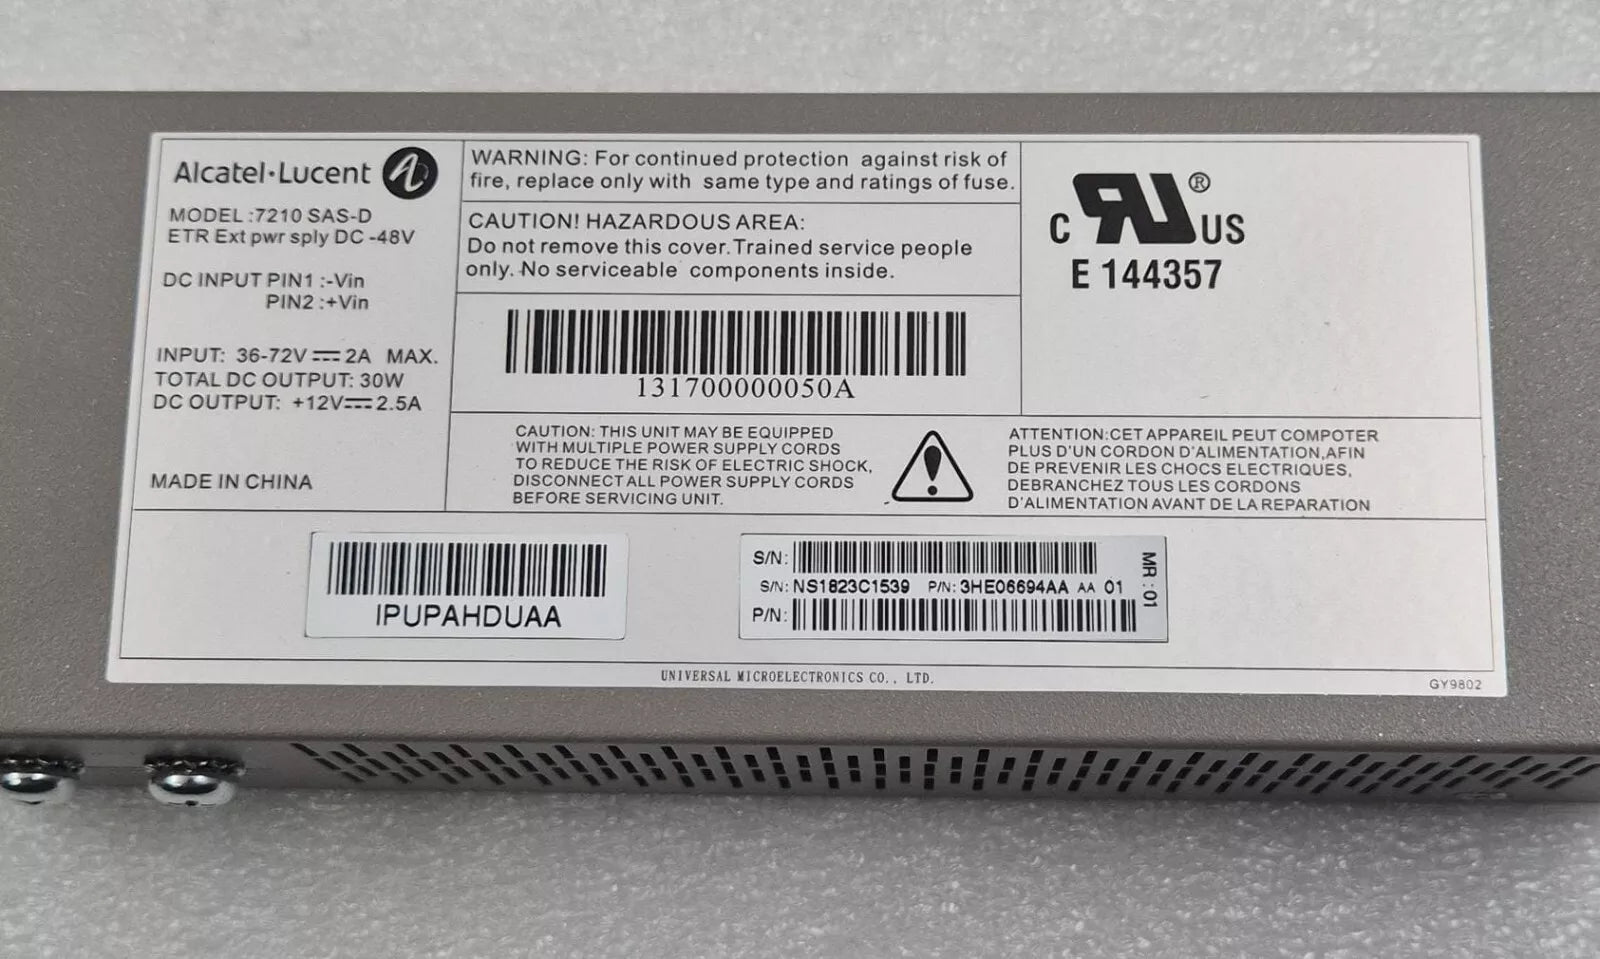 Alcatel·Lucent
MODEL :7210 SAS-D
ETR Ext pwr sply DC -48V
DC INPUT PIN1 :-Vin
PIN2 :+Vin
INPUT: 36-72V⎓2A MAX.
TOTAL DC OUTPUT: 30W
DC OUTPUT: +12V⎓2.5A
MADE IN CHINA
WARNING: For continued protection against risk of
fire, replace only with same type and ratings of fuse.
CAUTION! HAZARDOUS AREA:
Do not remove this cover. Trained service people
only. No serviceable components inside.
131700000050A
C RU ® US
E 144357
CAUTION: THIS UNIT MAY BE EQUIPPED
WITH MULTIPLE POWER SUPPLY CORDS
TO REDUCE THE RISK OF ELECTRIC SHOCK,
DISCONNECT ALL POWER SUPPLY CORDS
BEFORE SERVICING UNIT.
ATTENTION:CET APPAREIL PEUT COMPOTER
PLUS D'UN CORDON D'ALIMENTATION,AFIN
DE PREVENIR LES CHOCS ELECTRIQUES,
DEBRANCHEZ TOUS LES CORDONS
D'ALIMENTATION AVANT DE LA REPARATION
IPUPAHDUAA
S/N:
S/N: NS1823C1539 P/N: 3HE06694AA AA 01
P/N:
MR : 01
UNIVERSAL MICROELECTRONICS CO., LTD.
GY9802